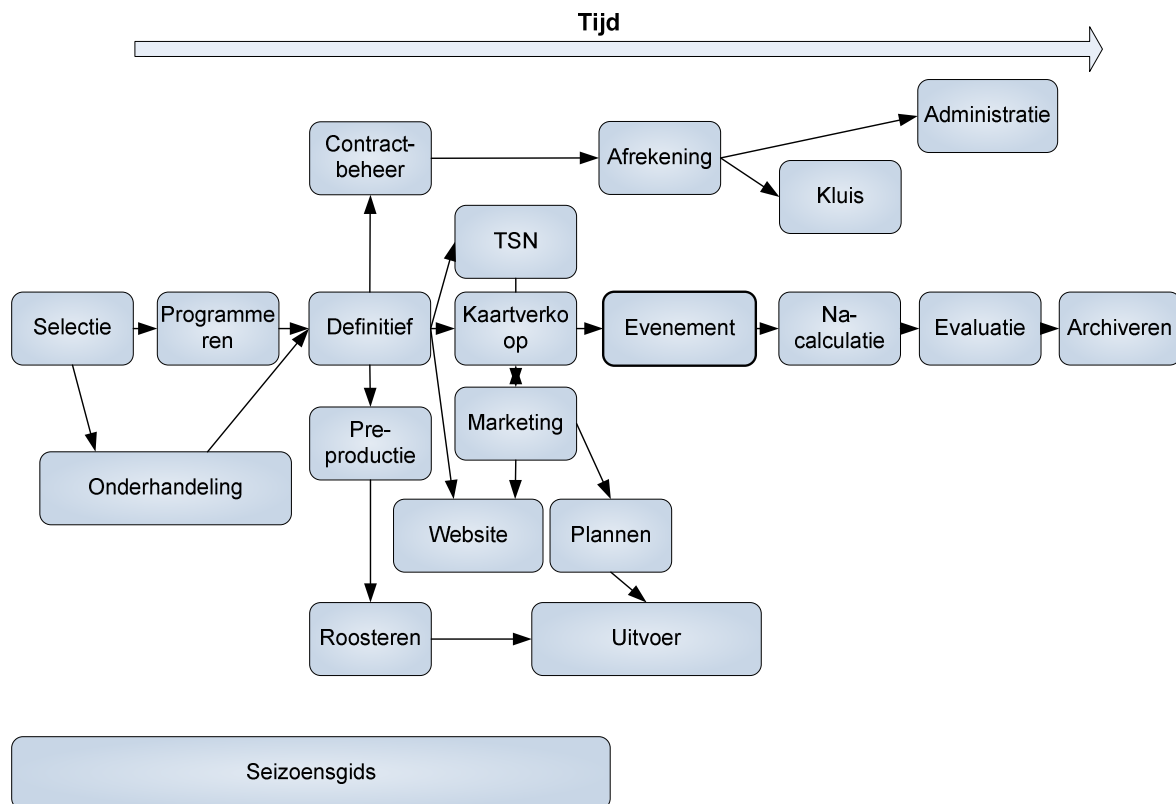 Tijd
Administratie
Contract-
beheer
Afrekening
Kluis
TSN
Selectie
Programme
ren
Definitief
Kaartverko
op
Evenement
Na-
calculatie
Evaluatie
Archiveren
Marketing
Pre-
productie
Onderhandeling
Website
Plannen
Roosteren
Uitvoer
Seizoensgids